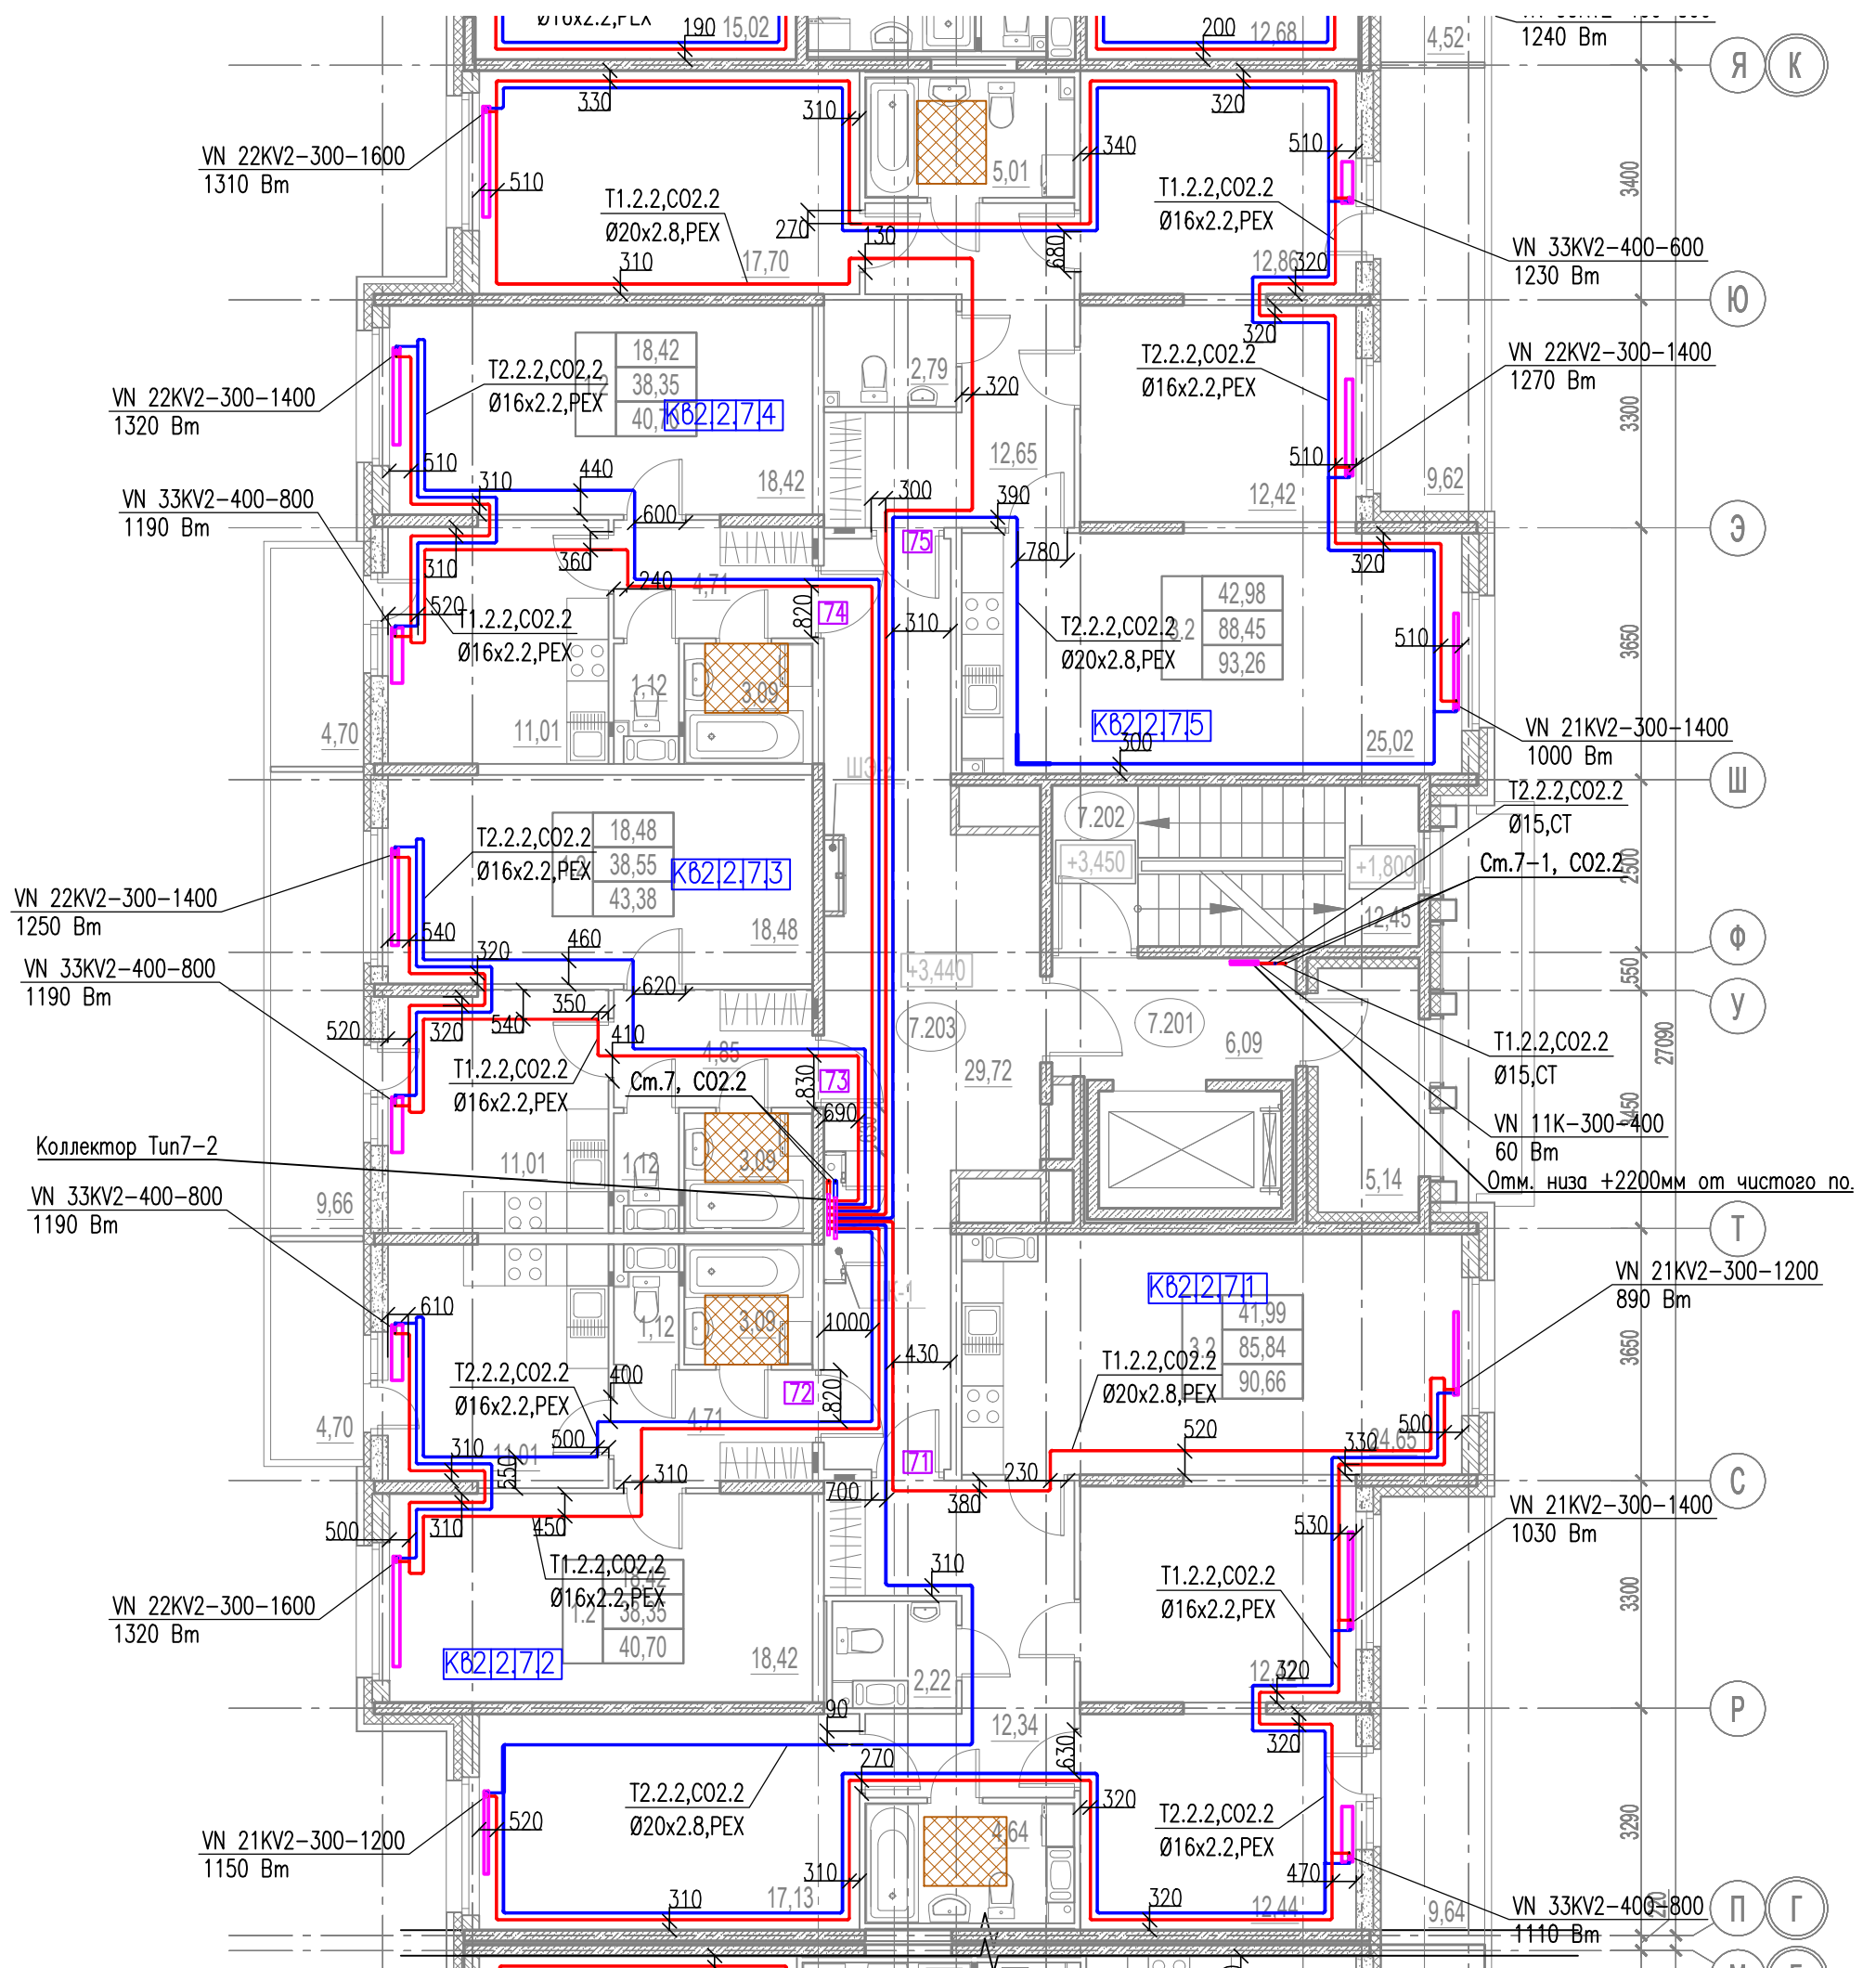 Ø16x2.2,PEX
190
15,02
200
12,68
4,52
1240 Вт
Я
К
330
310
320
VN 22KV2-300-1600
1310 Вт
510
5,01
340
510
3400
T1.2.2,CO2.2
Ø20x2.8,PEX
T1.2.2,CO2.2
Ø16x2.2,PEX
270
130
680
310
17,70
12,86
320
VN 33KV2-400-600
1230 Вт
Ю
320
18,42
38,35
T2.2.2,CO2.2
Ø16x2.2,PEX
Кв2.2.7.4
2,79
T2.2.2,CO2.2
Ø16x2.2,PEX
VN 22KV2-300-1400
1270 Вт
VN 22KV2-300-1400
1320 Вт
320
3300
510
310
440
18,42
12,65
510
12,42
9,62
VN 33KV2-400-800
1190 Вт
600
300
390
75
780
Э
310
360
240
4,71
820
74
320
520
T1.2.2,CO2.2
Ø16x2.2,PEX
310
T2.2.2,CO2.2
Ø20x2.8,PEX
42,98
88,45
93,26
510
3650
1,12
3,09
4,70
11,01
Кв2.2.7.5
300
25,02
VN 21KV2-300-1400
1000 Вт
Ш
T2.2.2,CO2.2
Ø15,СТ
7.202
+3,450
+1,800
Ст.7-1, CO2.2
2500
T2.2.2,CO2.2
Ø16x2.2,PEX
18,48
38,55
43,38
Кв2.2.7.3
VN 22KV2-300-1400
1250 Вт
540
320
460
18,48
12,45
Ф
VN 33KV2-400-800
1190 Вт
620
+3,440
550
У
520
320
540
350
410
4,85
7.203
7.201
6,09
27090
T1.2.2,CO2.2
Ø16x2.2,PEX
Ст.7, CO2.2
830
73
29,72
T1.2.2,CO2.2
Ø15,СТ
690
VN 11K-300-400
60 Вт
Коллектор Тип7-2
11,01
1,12
3,09
5,14
Отм. низа +2200мм от чистого по.
VN 33KV2-400-800
1190 Вт
9,66
Т
610
1,12
3,09
1000
Кв2.2.7.1
41,99
85,84
90,66
VN 21KV2-300-1200
890 Вт
430
3650
T2.2.2,CO2.2
Ø16x2.2,PEX
400
72
820
T1.2.2,CO2.2
Ø20x2.8,PEX
4,70
310
11,01
550
500
4,71
71
520
330
24,65
500
310
700
380
230
С
500
310
450
VN 21KV2-300-1400
1030 Вт
530
T1.2.2,CO2.2
Ø16x2.2,PEX
38,35
40,70
310
T1.2.2,CO2.2
Ø16x2.2,PEX
3300
VN 22KV2-300-1600
1320 Вт
Кв2.2.7.2
18,42
2,22
12,42
320
90
12,34
630
320
Р
270
T2.2.2,CO2.2
Ø20x2.8,PEX
320
T2.2.2,CO2.2
Ø16x2.2,PEX
VN 21KV2-300-1200
1150 Вт
520
4,64
3290
310
17,13
310
470
320
12,44
9,64
VN 33KV2-400-800
1110 Вт
П
Г